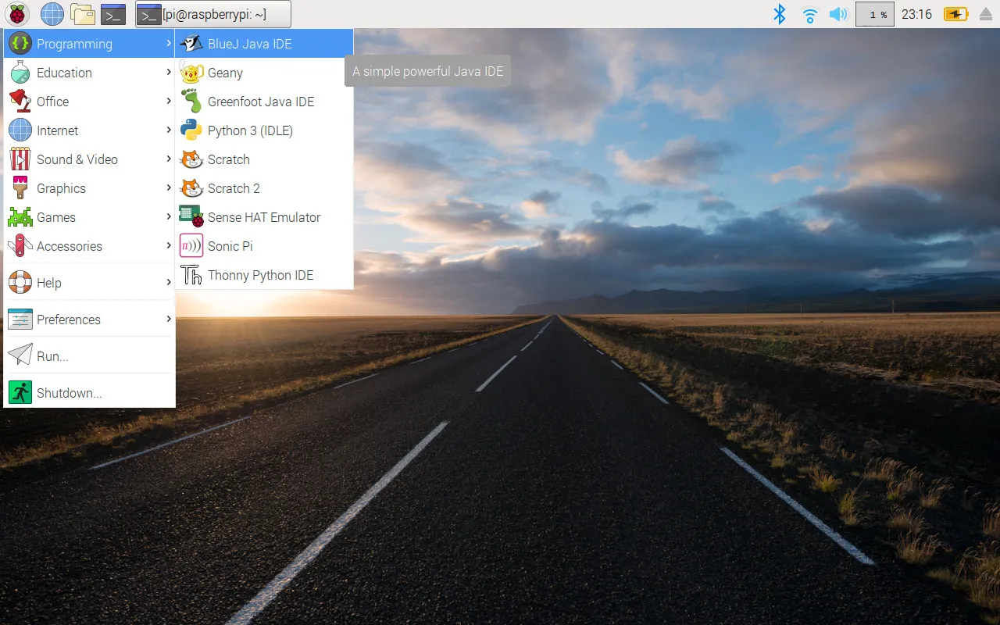 [pi@raspberrypi: ~]
1 %
23:16
Programming
Education
Office
Internet
Sound & Video
Graphics
Games
Accessories
Help
Preferences
Run...
Shutdown...
BlueJ Java IDE
Geany
Greenfoot Java IDE
Python 3 (IDLE)
Scratch
Scratch 2
Sense HAT Emulator
Sonic Pi
Thonny Python IDE
A simple powerful Java IDE